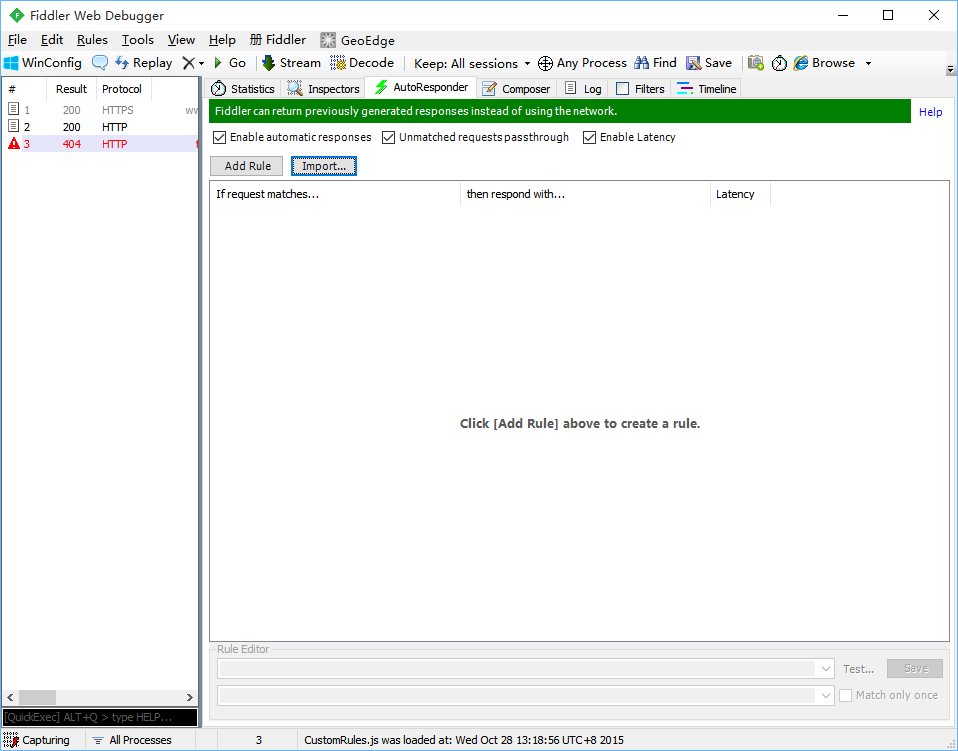 Fiddler Web Debugger
File Edit Rules Tools View Help 册 Fiddler GeoEdge
WinConfig Replay Go Stream Decode Keep: All sessions Any Process Find Save Browse
# Result Protocol
1 200 HTTPS ww
2 200 HTTP
3 404 HTTP
Statistics Inspectors AutoResponder Composer Log Filters Timeline
Fiddler can return previously generated responses instead of using the network. Help
Enable automatic responses Unmatched requests passthrough Enable Latency
Add Rule Import...
If request matches... then respond with... Latency
Click [Add Rule] above to create a rule.
Rule Editor
Test... Save
Match only once
[QuickExec] ALT+Q > type HELP...
Capturing All Processes 3 CustomRules.js was loaded at: Wed Oct 28 13:18:56 UTC+8 2015